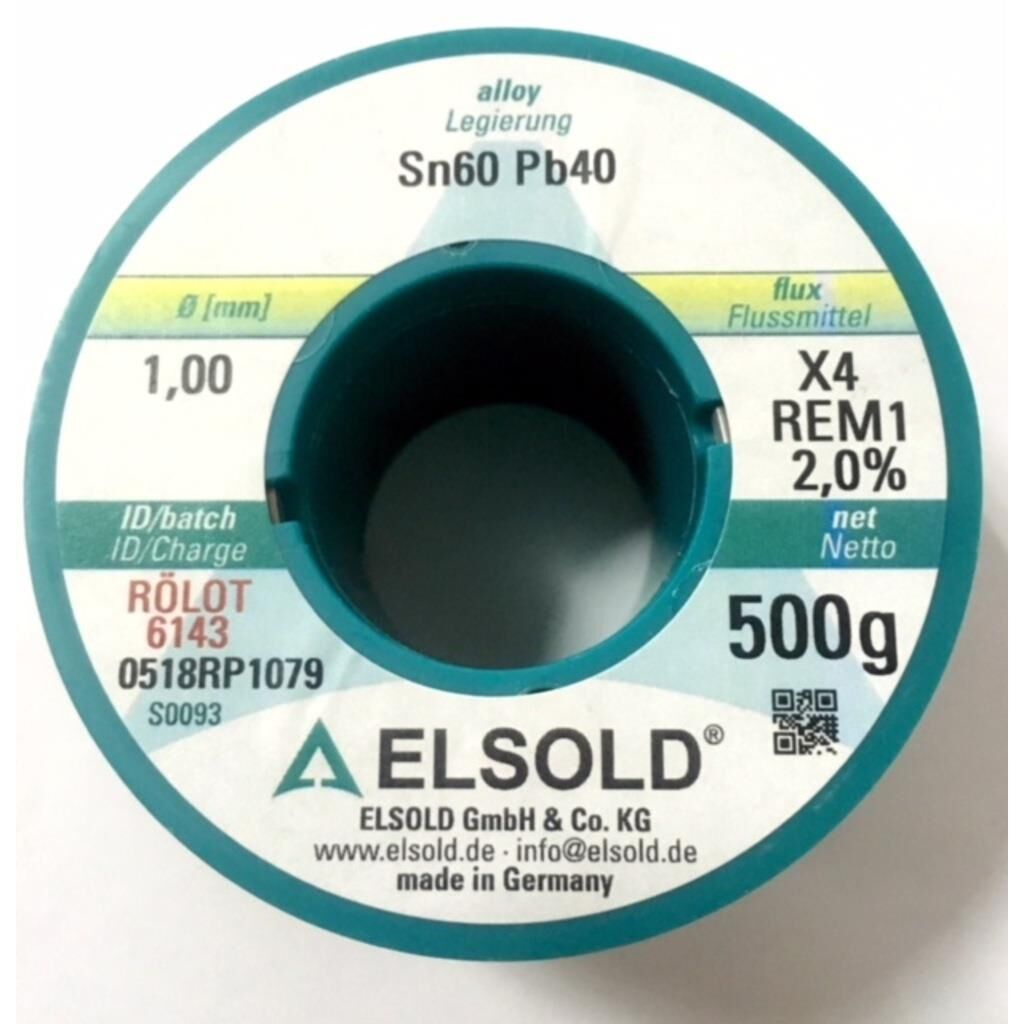 alloy
Legierung
Sn60 Pb40
Ø [mm]
1,00
flux
Flussmittel
X4
REM1
2,0%
ID/batch
ID/Charge
RÖLOT
6143
0518RP1079
S0093
net
Netto
500g
ELSOLD®
ELSOLD GmbH & Co. KG
www.elsold.de · info@elsold.de
made in Germany